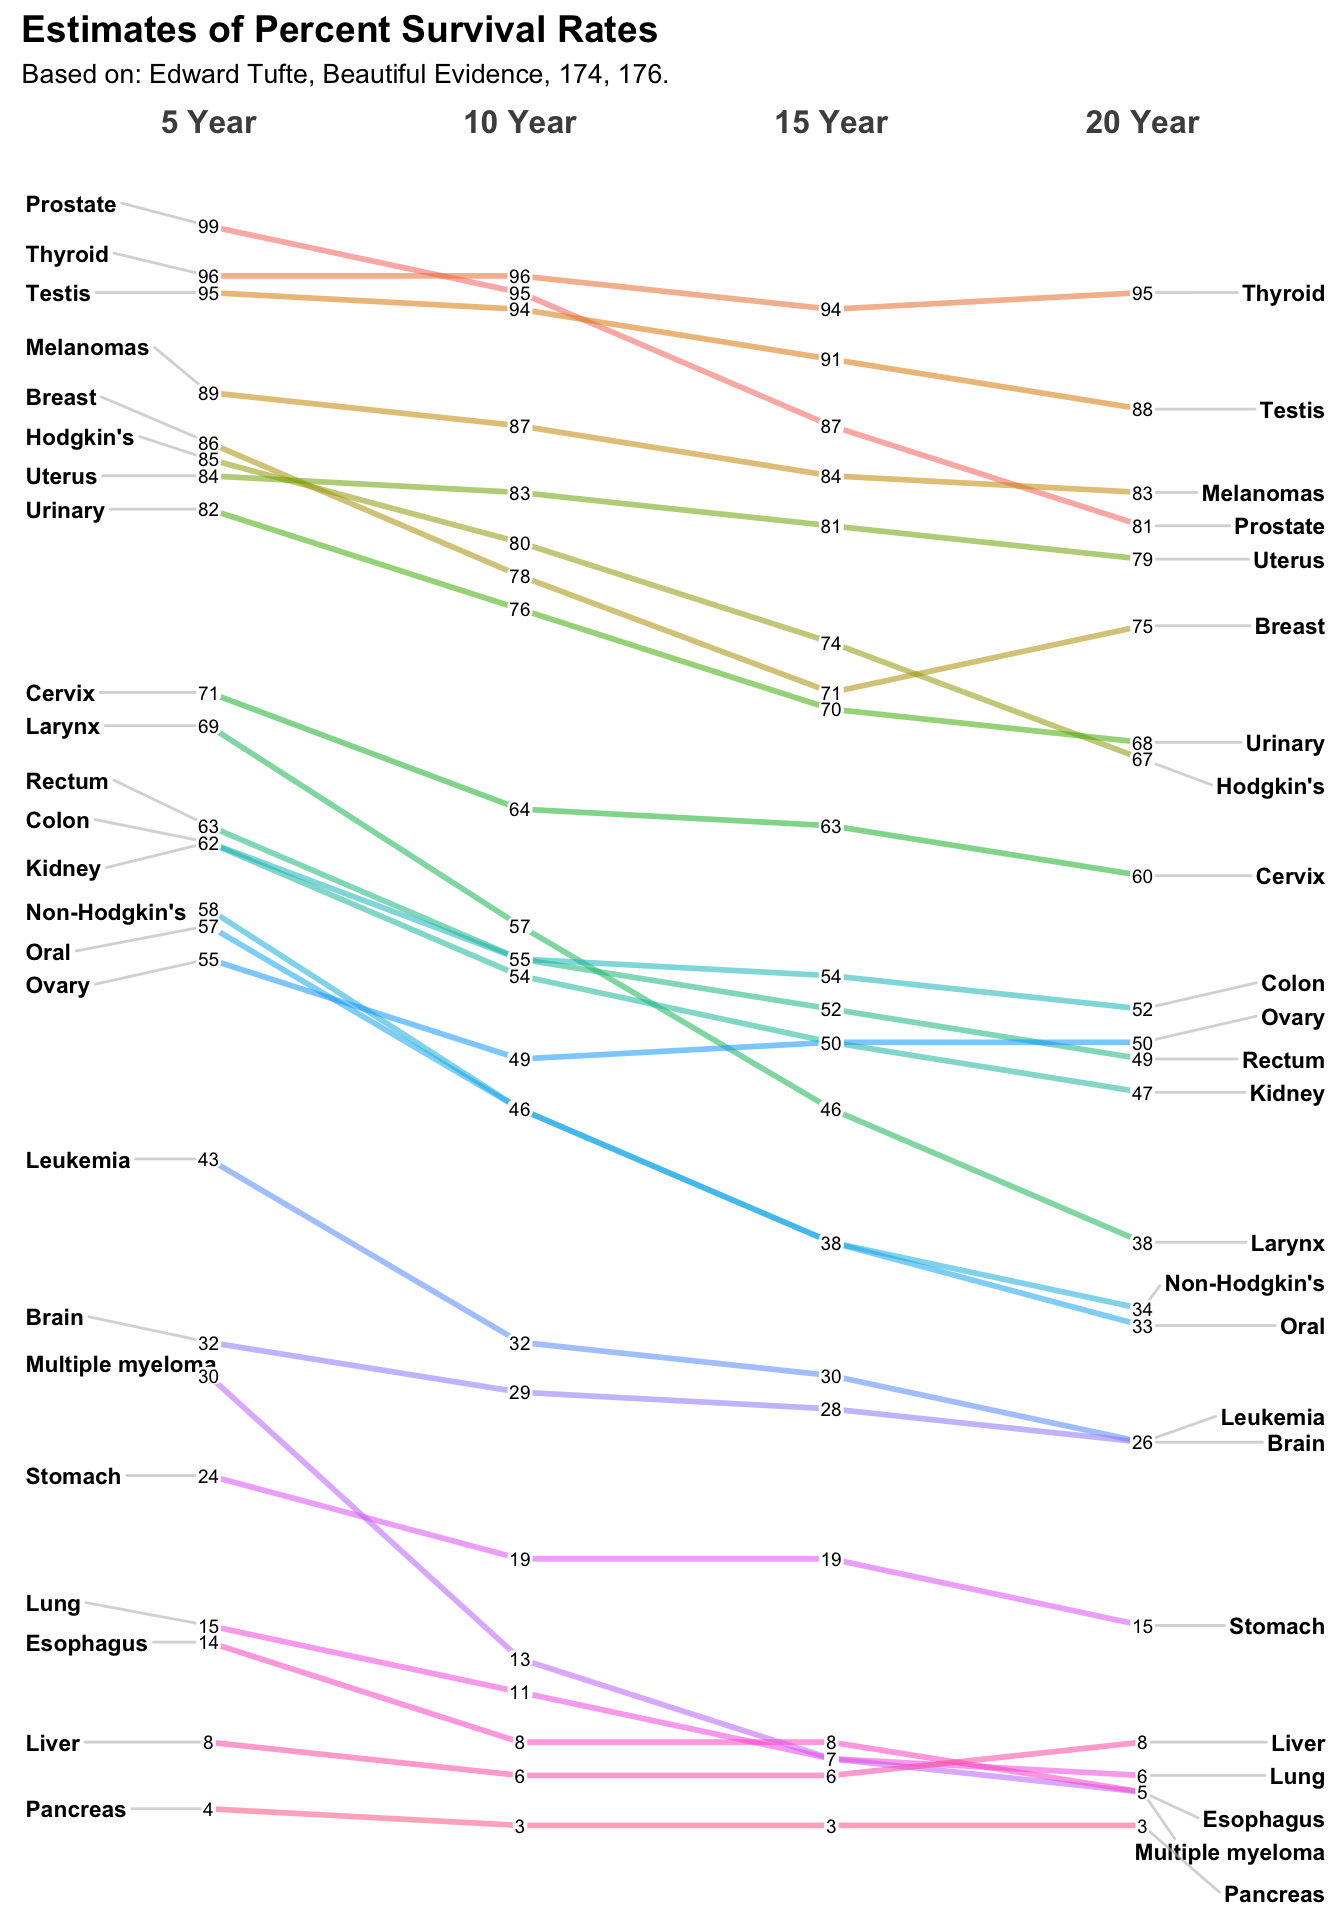 Estimates of Percent Survival Rates
Based on: Edward Tufte, Beautiful Evidence, 174, 176.
5 Year 10 Year 15 Year 20 Year
Prostate
99
Thyroid
96 96
Testis 95 95 95 Thyroid
94 94
Melanomas
91
89
Breast
88 Testis
87 87
Hodgkin's
86
85
Uterus 84 84
83 83 Melanomas
Urinary 82
81 81 Prostate
80
79 Uterus
78
76
75 Breast
74
Cervix 71 71
70
Larynx 69
68 Urinary
67
Rectum
Hodgkin's
64
Colon
63 63
62
Kidney
60 Cervix
Non-Hodgkin's 58
57 57
Oral
55 55
Ovary
54 54
Colon
52 52
Ovary
50 50
49 49 Rectum
47 Kidney
46 46
Leukemia 43
38 38 Larynx
Non-Hodgkin's
34
Brain
33 Oral
32 32
Multiple myeloma
30 30
29
28
Leukemia
26 Brain
Stomach 24
19 19
Lung
15 15 Stomach
Esophagus 14
13
11
Liver 8 8 8 8 Liver
7
6 6 6 Lung
5
Pancreas 4
Esophagus
3 3 3
Multiple myeloma
Pancreas